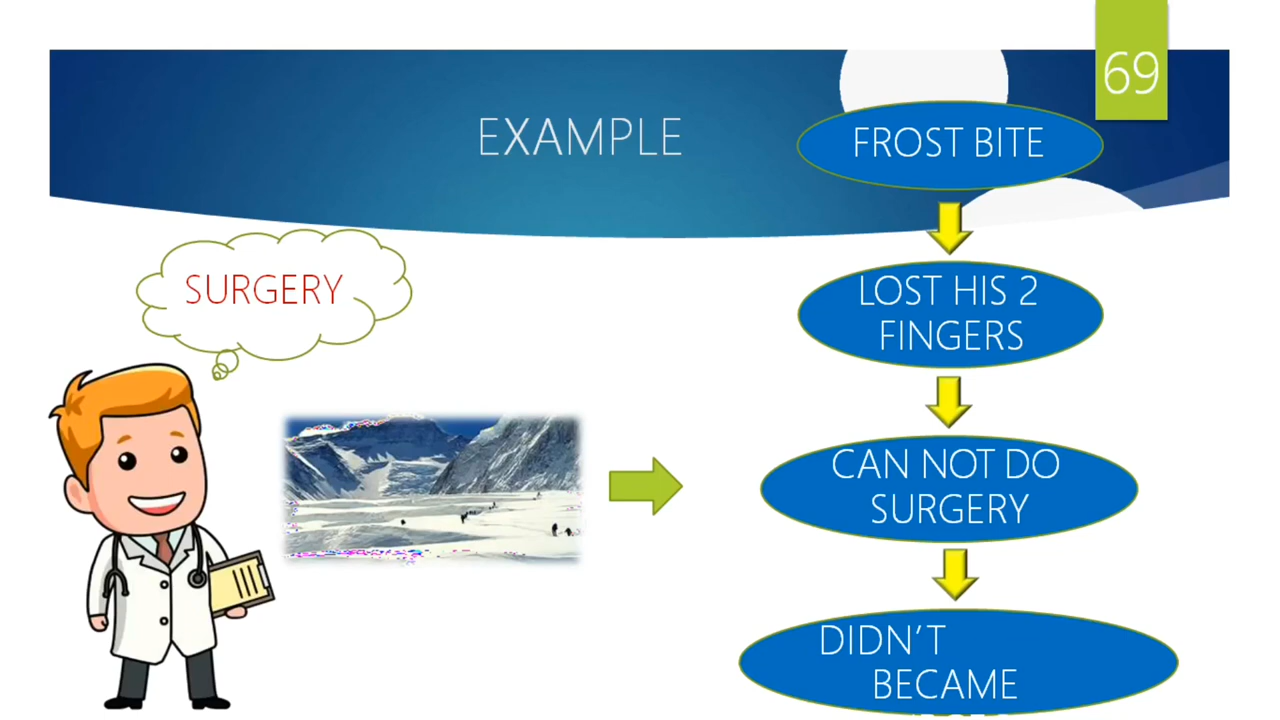 69
EXAMPLE
FROST BITE
SURGERY
LOST HIS 2
FINGERS
CAN NOT DO
SURGERY
DIDN'T
BECAME